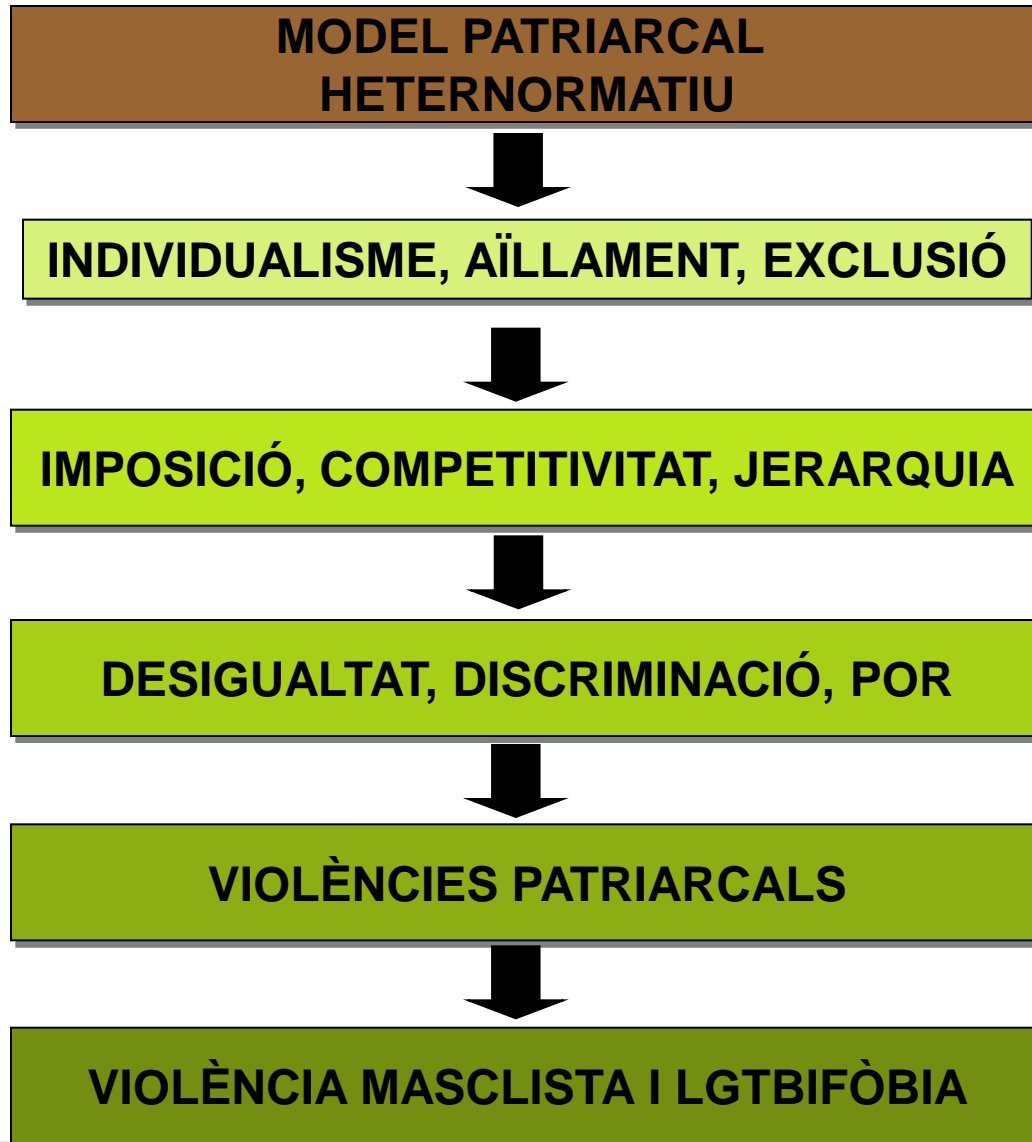 MODEL PATRIARCAL
HETERNORMATIU
INDIVIDUALISME, AÏLLAMENT, EXCLUSIÓ
IMPOSICIÓ, COMPETITIVITAT, JERARQUIA
DESIGUALTAT, DISCRIMINACIÓ, POR
VIOLÈNCIES PATRIARCALS
VIOLÈNCIA MASCLISTA I LGTBIFÒBIA